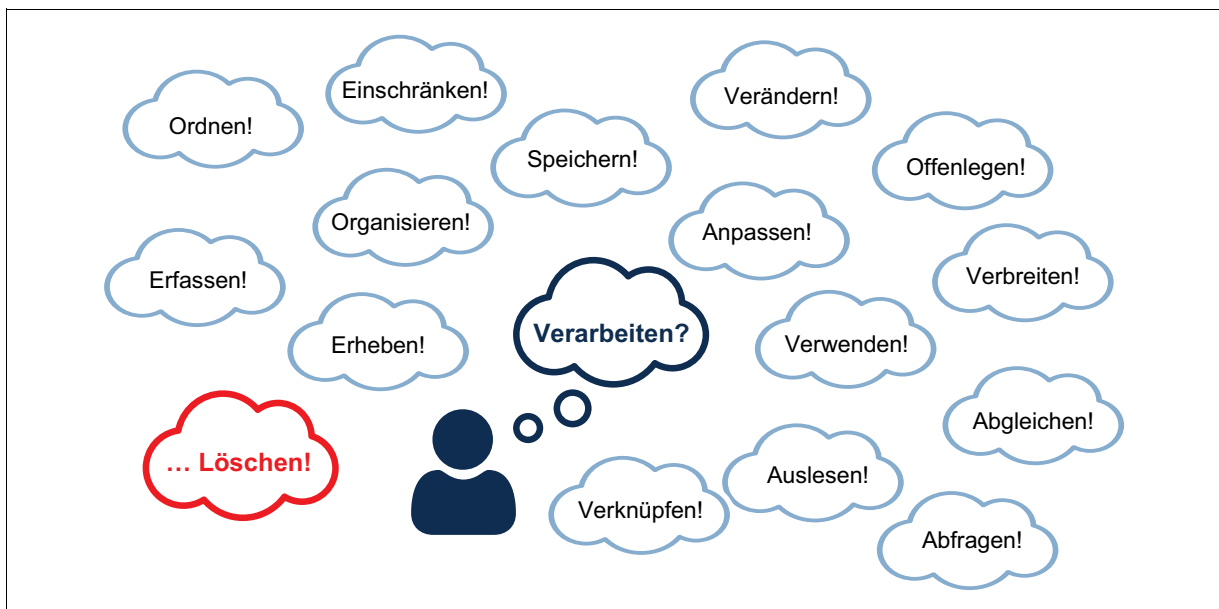 Einschränken!
Verändern!
Ordnen!
Speichern!
Offenlegen!
Organisieren!
Anpassen!
Erfassen!
Verbreiten!
Verarbeiten?
Erheben!
Verwenden!
Abgleichen!
... Löschen!
Auslesen!
Verknüpfen!
Abfragen!